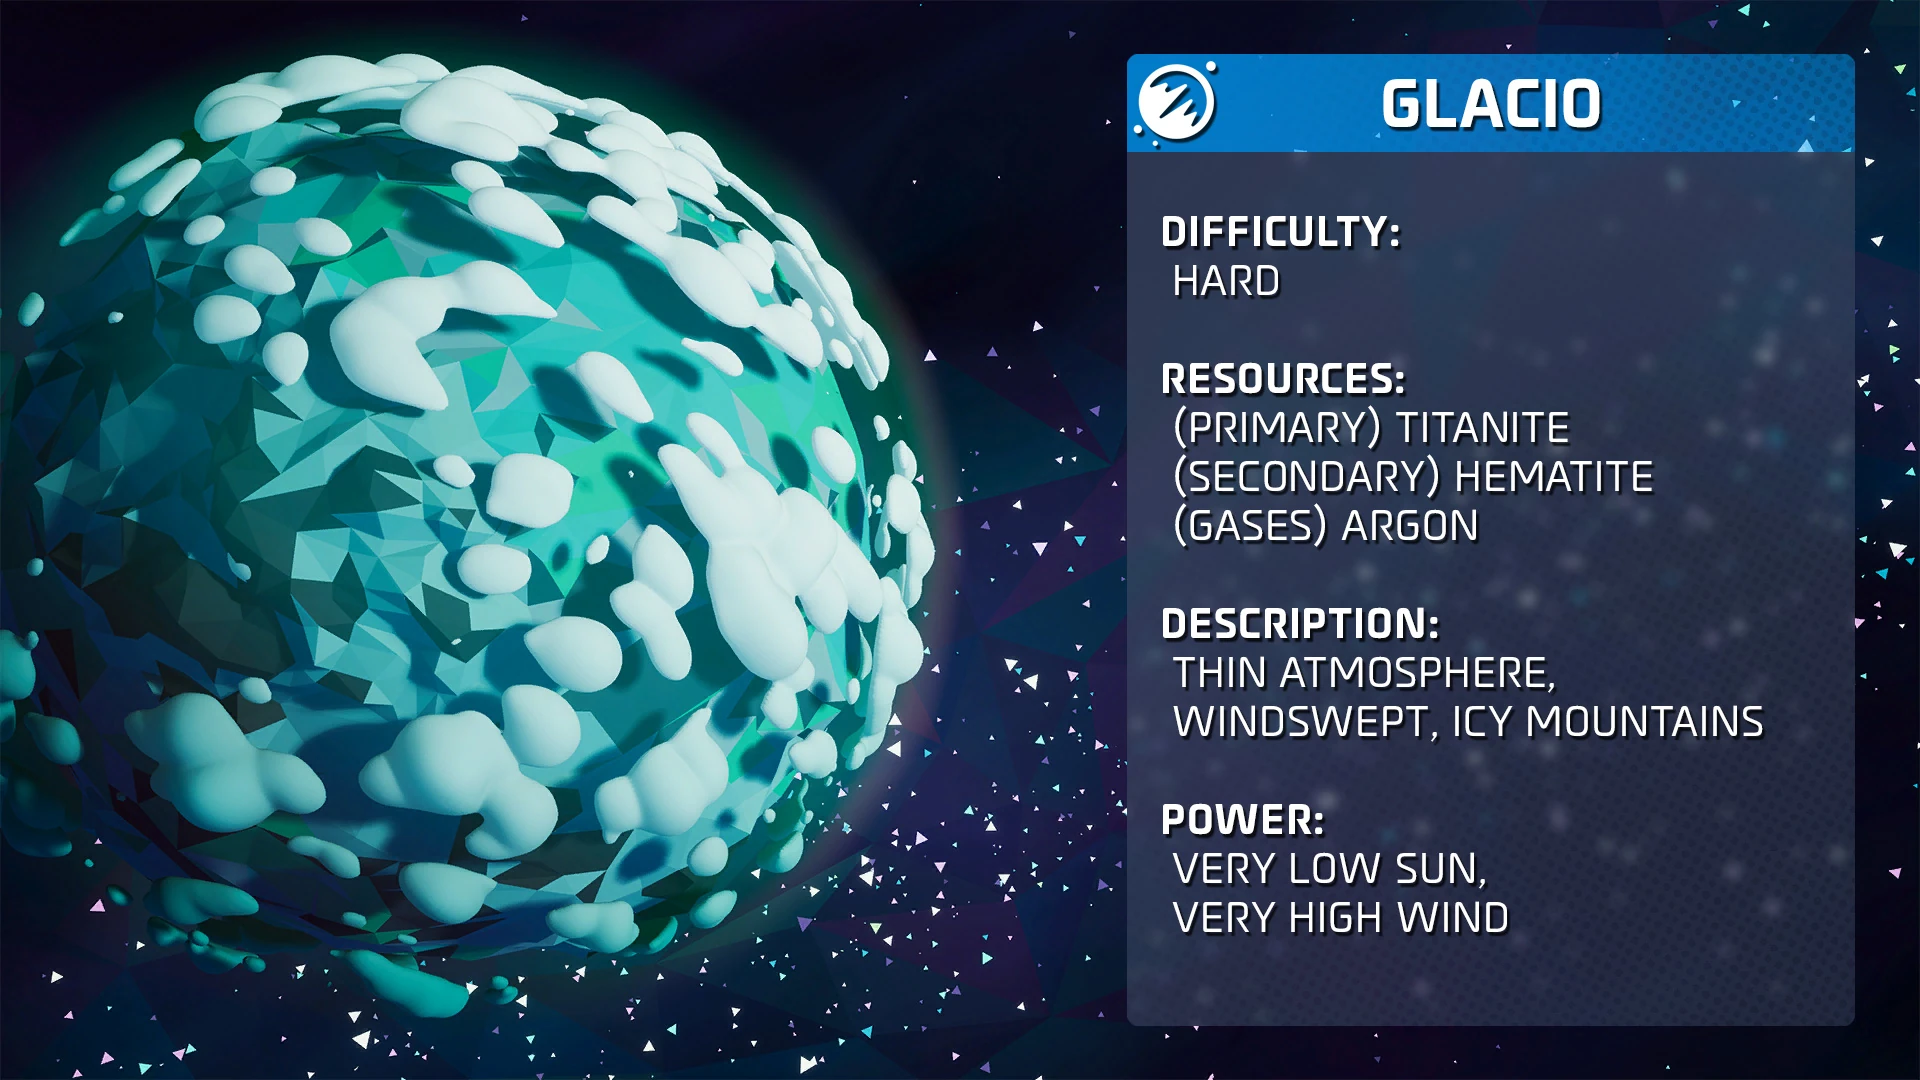 GLACIO
DIFFICULTY:
HARD
RESOURCES:
(PRIMARY) TITANITE
(SECONDARY) HEMATITE
(GASES) ARGON
DESCRIPTION:
THIN ATMOSPHERE,
WINDSWEPT, ICY MOUNTAINS
POWER:
VERY LOW SUN,
VERY HIGH WIND